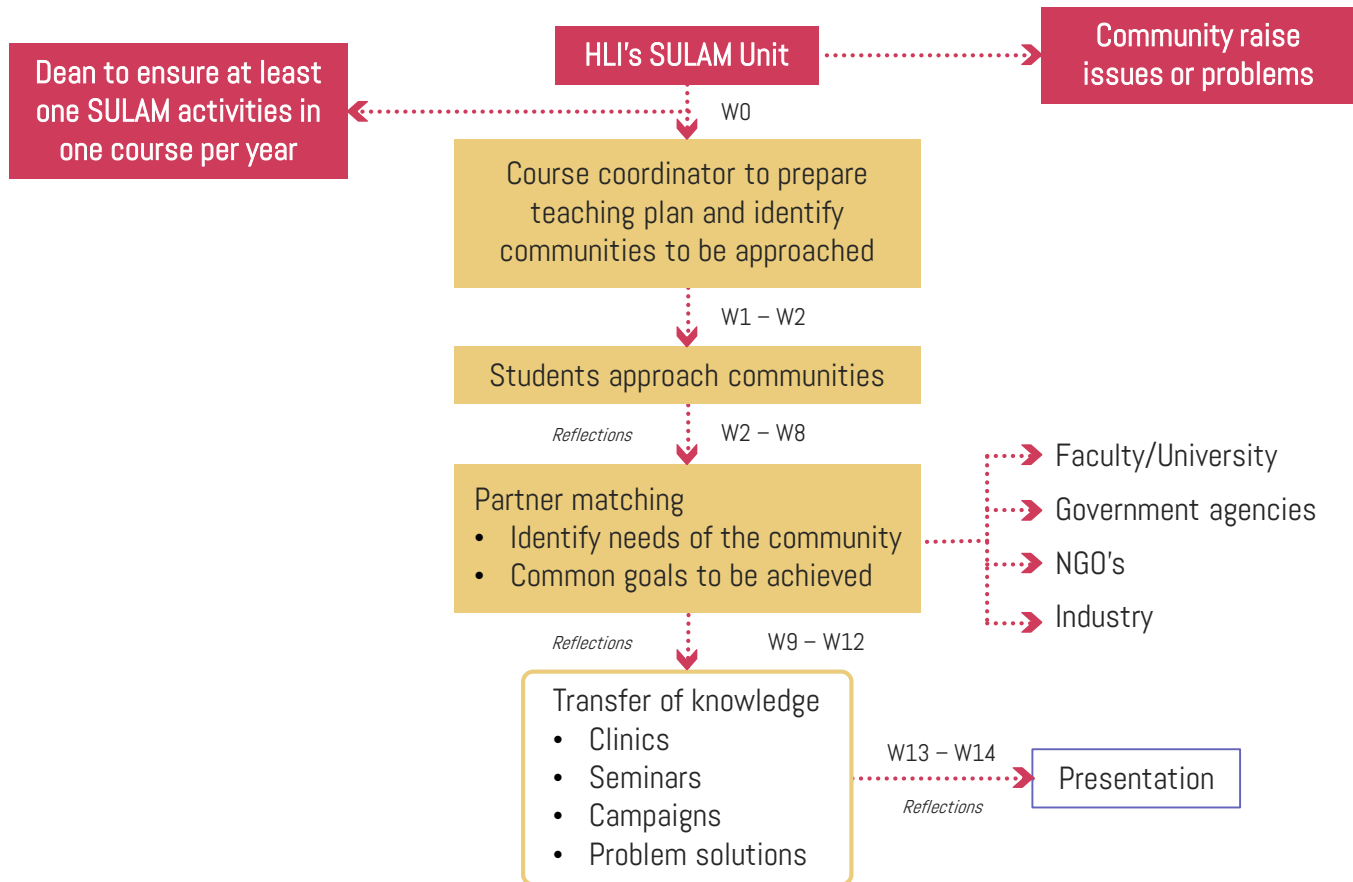 HLI's SULAM Unit
Community raise
issues or problems
Dean to ensure at least
one SULAM activities in
one course per year
W0
Course coordinator to prepare
teaching plan and identify
communities to be approached
W1 – W2
Students approach communities
Reflections
W2 – W8
Partner matching
• Identify needs of the community
• Common goals to be achieved
Faculty/University
Government agencies
NGO's
Industry
Reflections
W9 – W12
Transfer of knowledge
• Clinics
• Seminars
• Campaigns
• Problem solutions
W13 – W14
Reflections
Presentation